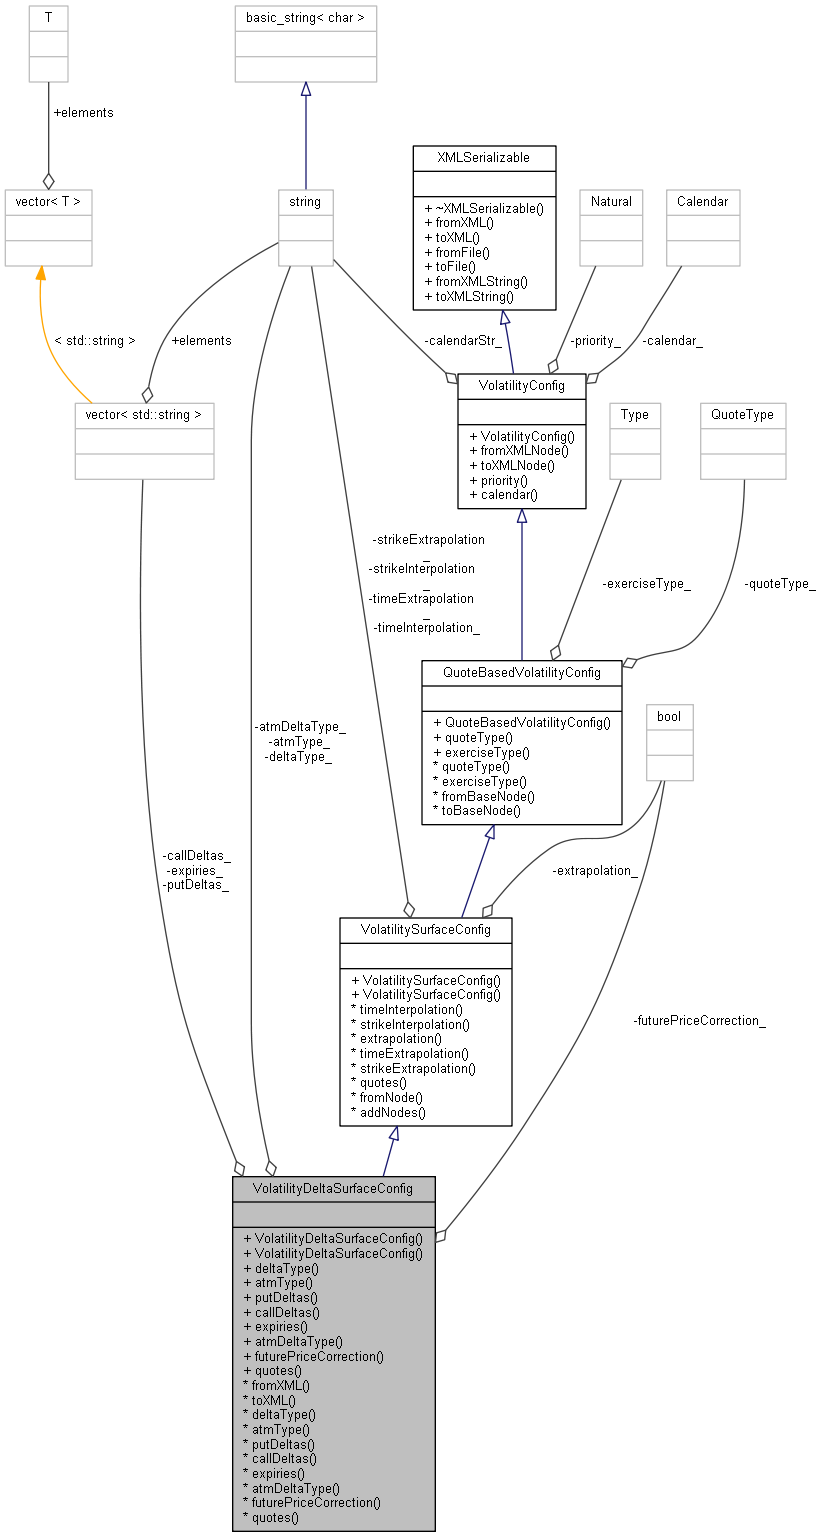 T
basic_string< char >
+elements
XMLSerializable
+ ~XMLSerializable()
+ fromXML()
+ toXML()
+ fromFile()
+ toFile()
+ fromXMLString()
+ toXMLString()
vector< T >
string
Natural
Calendar
< std::string >
+elements
-calendarStr_
-priority_
-calendar_
VolatilityConfig
+ VolatilityConfig()
+ fromXMLNode()
+ toXMLNode()
+ priority()
+ calendar()
vector< std::string >
Type
QuoteType
-strikeExtrapolation
_
-strikeInterpolation
_
-timeExtrapolation
_
-timeInterpolation_
-exerciseType_
-quoteType_
QuoteBasedVolatilityConfig
+ QuoteBasedVolatilityConfig()
+ quoteType()
+ exerciseType()
* quoteType()
* exerciseType()
* fromBaseNode()
* toBaseNode()
bool
-atmDeltaType_
-atmType_
-deltaType_
-callDeltas_
-expiries_
-putDeltas_
-extrapolation_
VolatilitySurfaceConfig
+ VolatilitySurfaceConfig()
+ VolatilitySurfaceConfig()
* timeInterpolation()
* strikeInterpolation()
* extrapolation()
* timeExtrapolation()
* strikeExtrapolation()
* quotes()
* fromNode()
* addNodes()
-futurePriceCorrection_
VolatilityDeltaSurfaceConfig
+ VolatilityDeltaSurfaceConfig()
+ VolatilityDeltaSurfaceConfig()
+ deltaType()
+ atmType()
+ putDeltas()
+ callDeltas()
+ expiries()
+ atmDeltaType()
+ futurePriceCorrection()
+ quotes()
* fromXML()
* toXML()
* deltaType()
* atmType()
* putDeltas()
* callDeltas()
* expiries()
* atmDeltaType()
* futurePriceCorrection()
* quotes()